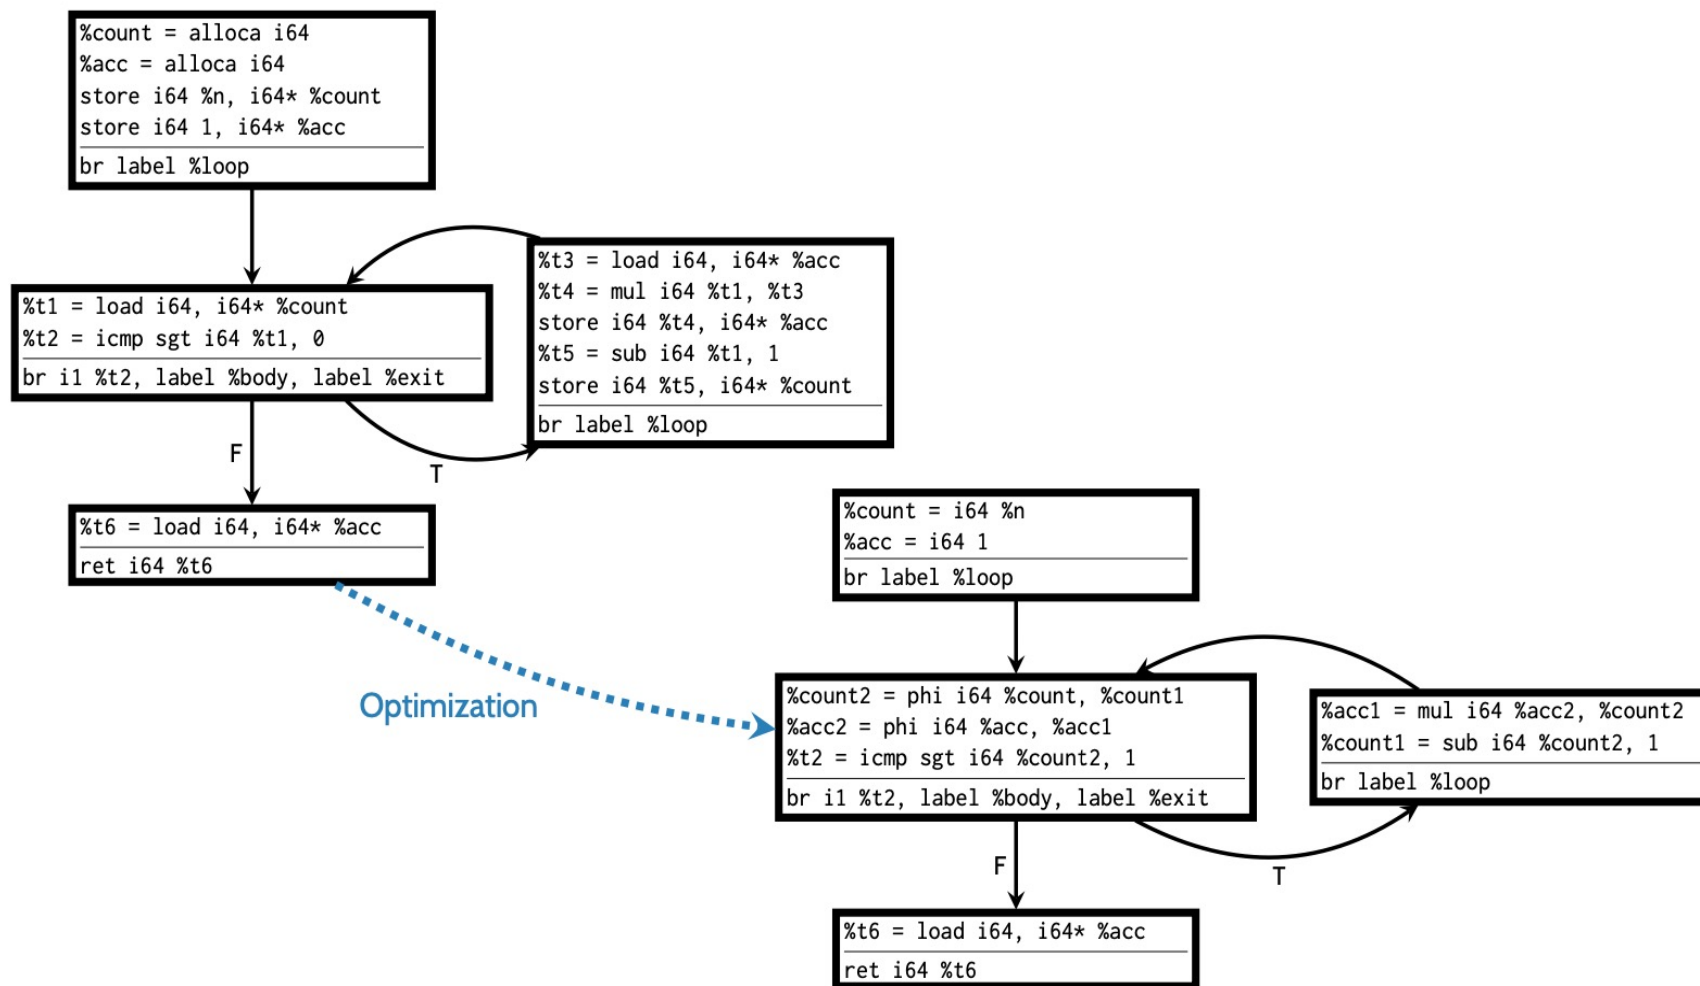 %count = alloca i64
%acc = alloca i64
store i64 %n, i64* %count
store i64 1, i64* %acc
br label %loop
%t1 = load i64, i64* %count
%t2 = icmp sgt i64 %t1, 0
br i1 %t2, label %body, label %exit
%t3 = load i64, i64* %acc
%t4 = mul i64 %t1, %t3
store i64 %t4, i64* %acc
%t5 = sub i64 %t1, 1
store i64 %t5, i64* %count
br label %loop
F
T
%t6 = load i64, i64* %acc
ret i64 %t6
Optimization
%count = i64 %n
%acc = i64 1
br label %loop
%count2 = phi i64 %count, %count1
%acc2 = phi i64 %acc, %acc1
%t2 = icmp sgt i64 %count2, 1
br i1 %t2, label %body, label %exit
%acc1 = mul i64 %acc2, %count2
%count1 = sub i64 %count2, 1
br label %loop
F
T
%t6 = load i64, i64* %acc
ret i64 %t6